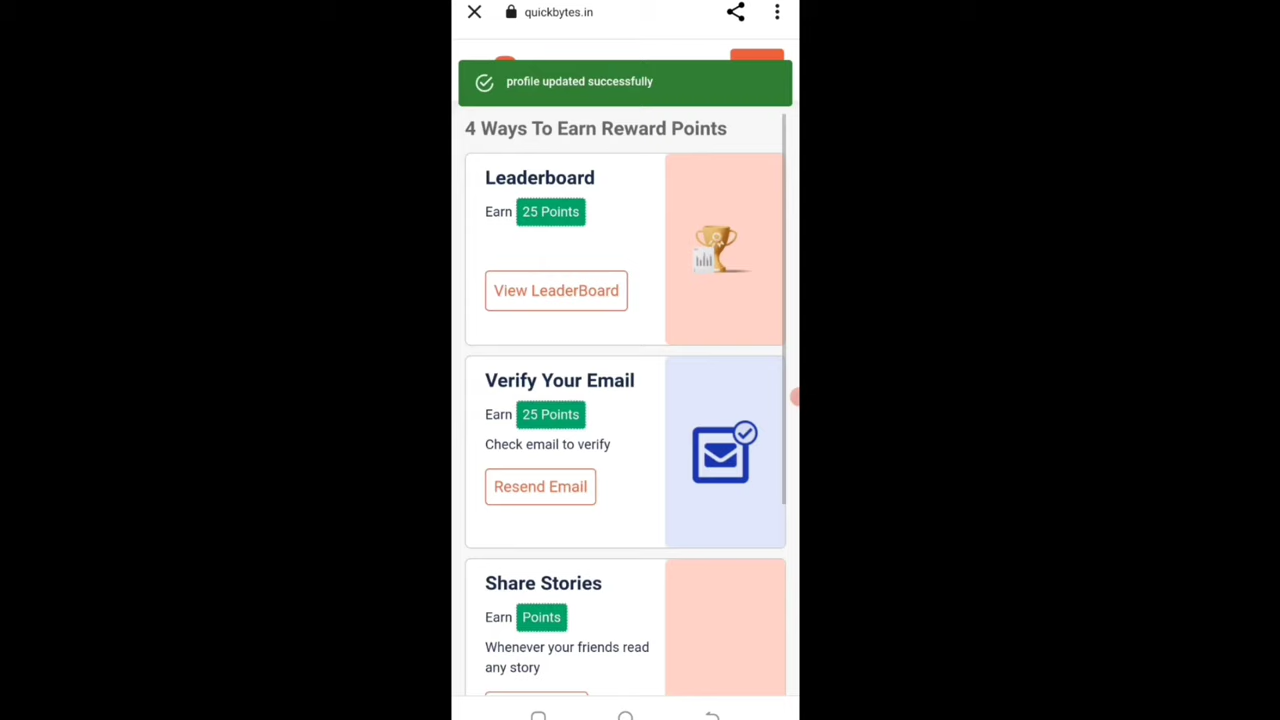 quickbytes.in
profile updated successfully
4 Ways To Earn Reward Points
Leaderboard
Earn 25 Points
View LeaderBoard
Verify Your Email
Earn 25 Points
Check email to verify
Resend Email
Share Stories
Earn Points
Whenever your friends read
any story